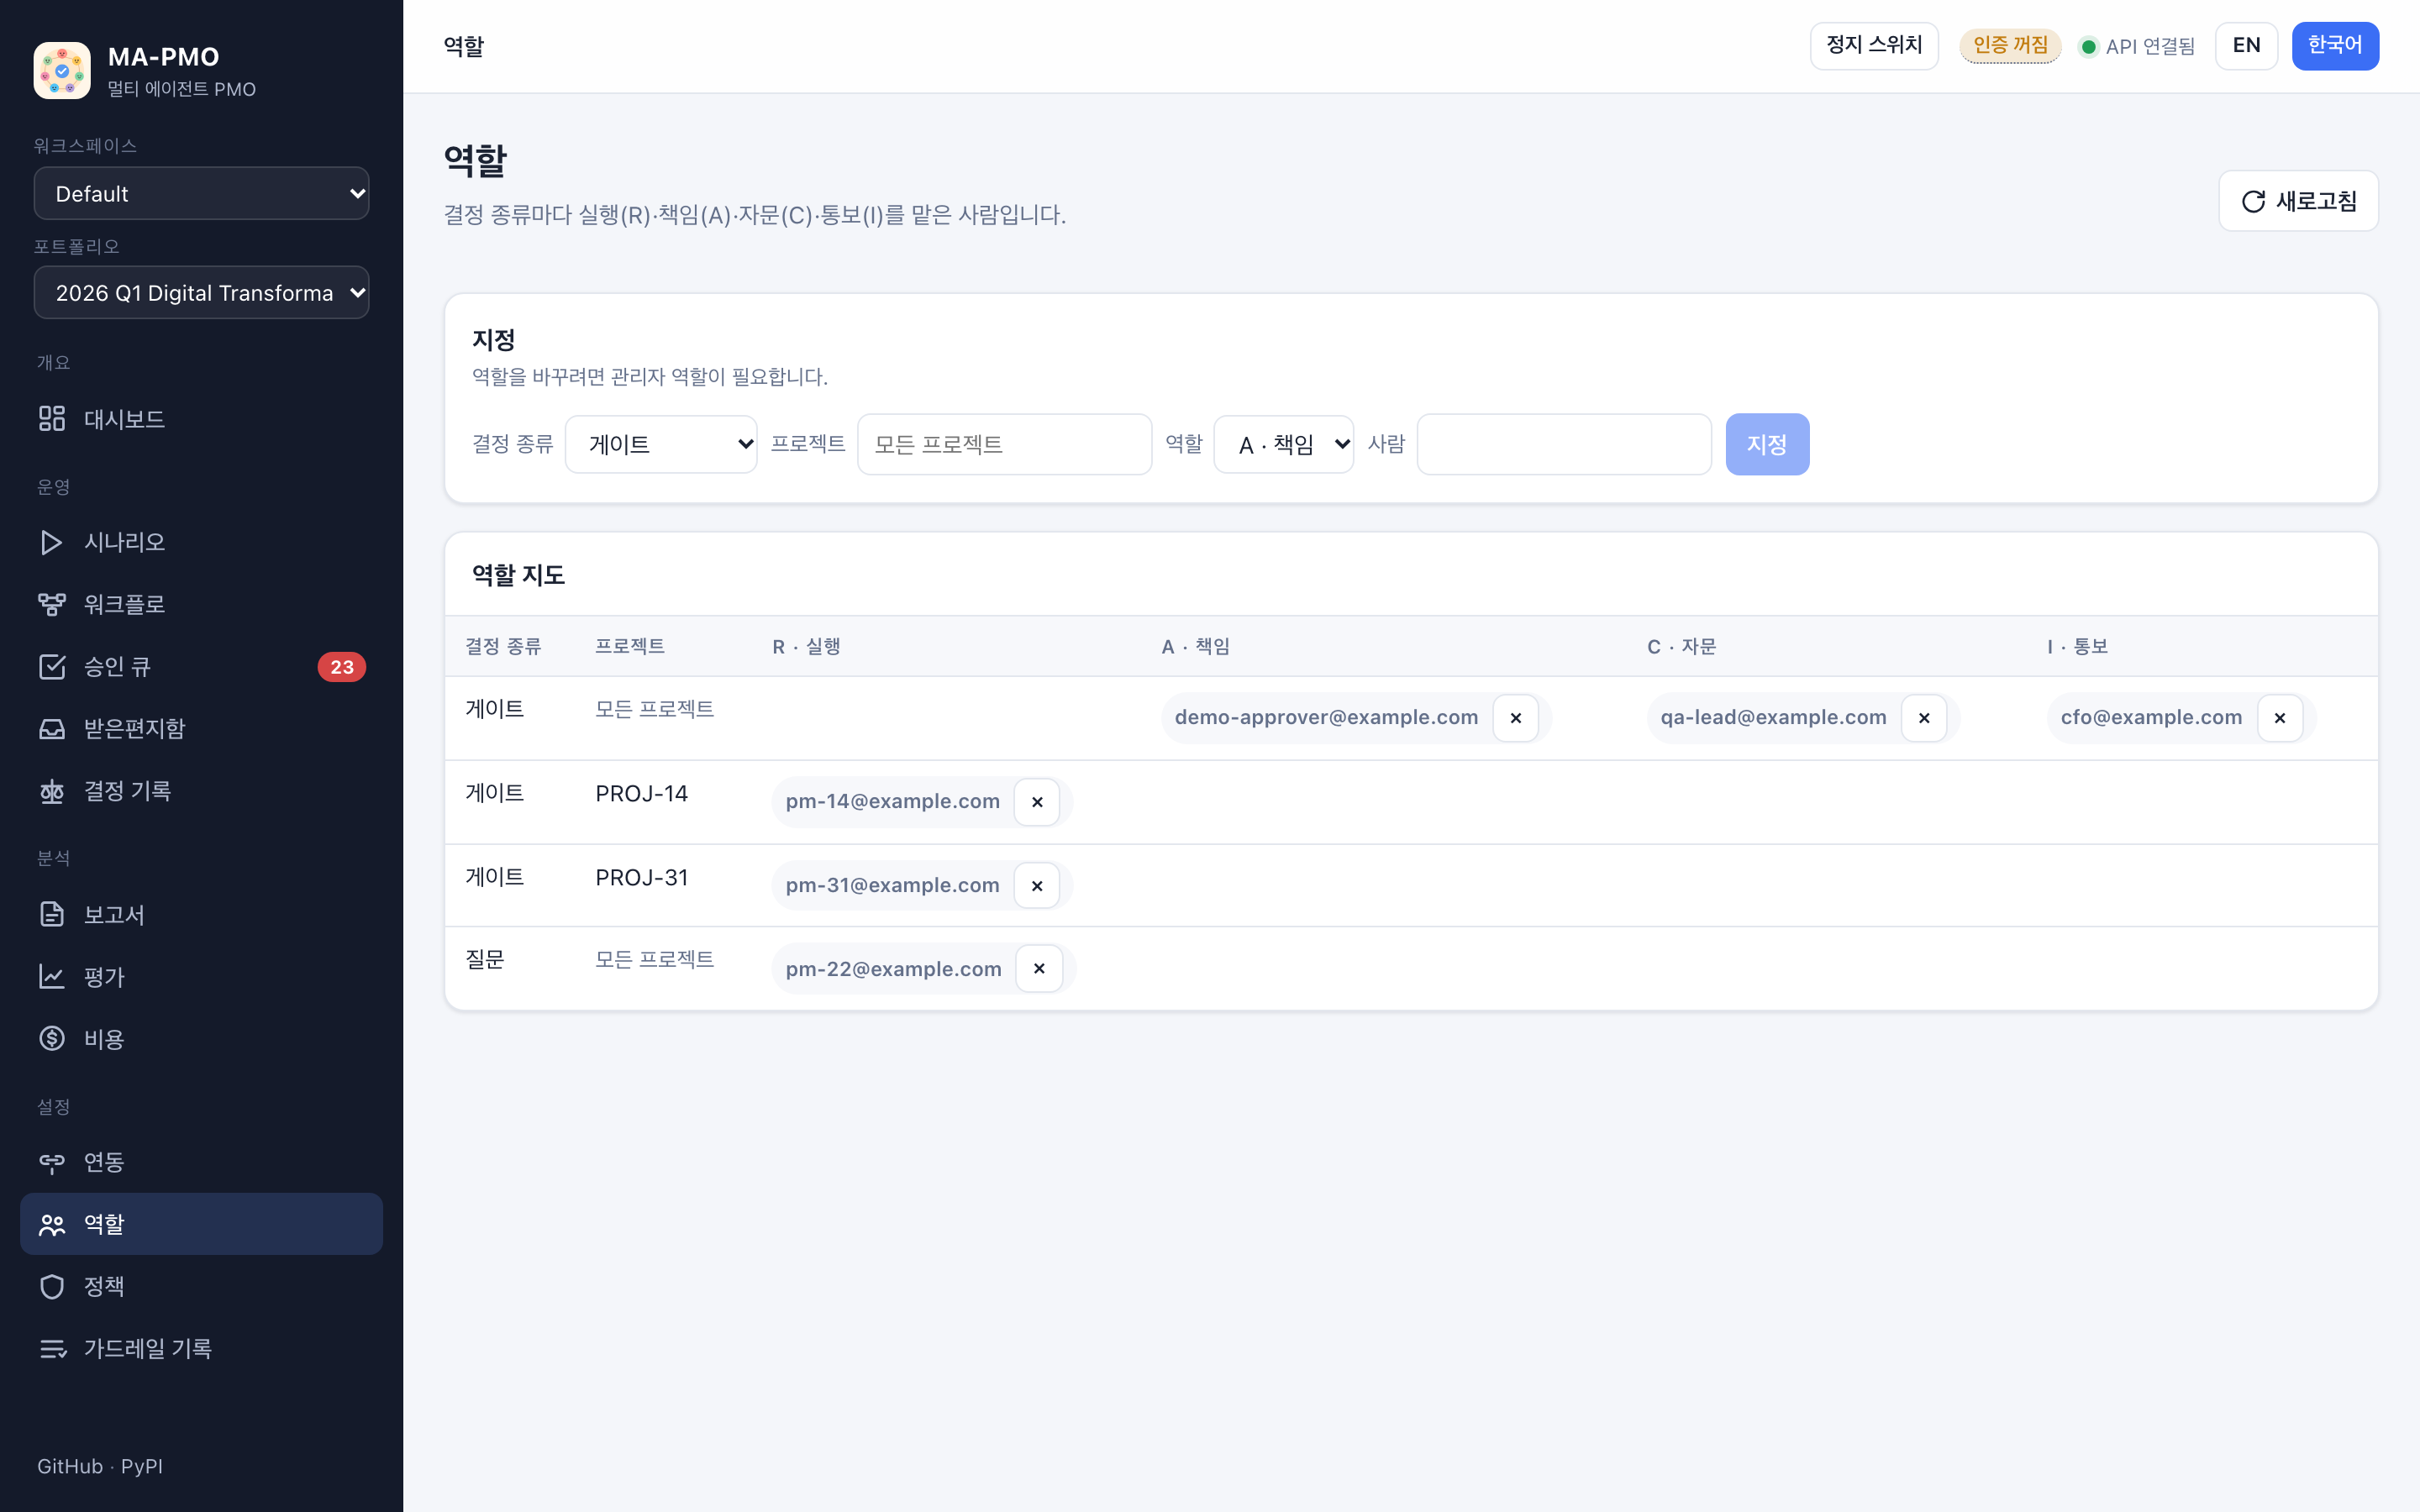 MA-PMO
멀티 에이전트 PMO
워크스페이스
Default
포트폴리오
2026 Q1 Digital Transforma
개요
대시보드
운영
시나리오
워크플로
승인 큐 23
받은편지함
결정 기록
분석
보고서
평가
비용
설정
연동
역할
정책
가드레일 기록
GitHub · PyPI
역할 정지 스위치 인증 꺼짐 API 연결됨 EN 한국어
역할
결정 종류마다 실행(R)·책임(A)·자문(C)·통보(I)를 맡은 사람입니다.
새로고침
지정
역할을 바꾸려면 관리자 역할이 필요합니다.
결정 종류 게이트 프로젝트 모든 프로젝트 역할 A · 책임 사람 지정
역할 지도
결정 종류 프로젝트 R · 실행 A · 책임 C · 자문 I · 통보
게이트 모든 프로젝트 demo-approver@example.com × qa-lead@example.com × cfo@example.com ×
게이트 PROJ-14 pm-14@example.com ×
게이트 PROJ-31 pm-31@example.com ×
질문 모든 프로젝트 pm-22@example.com ×